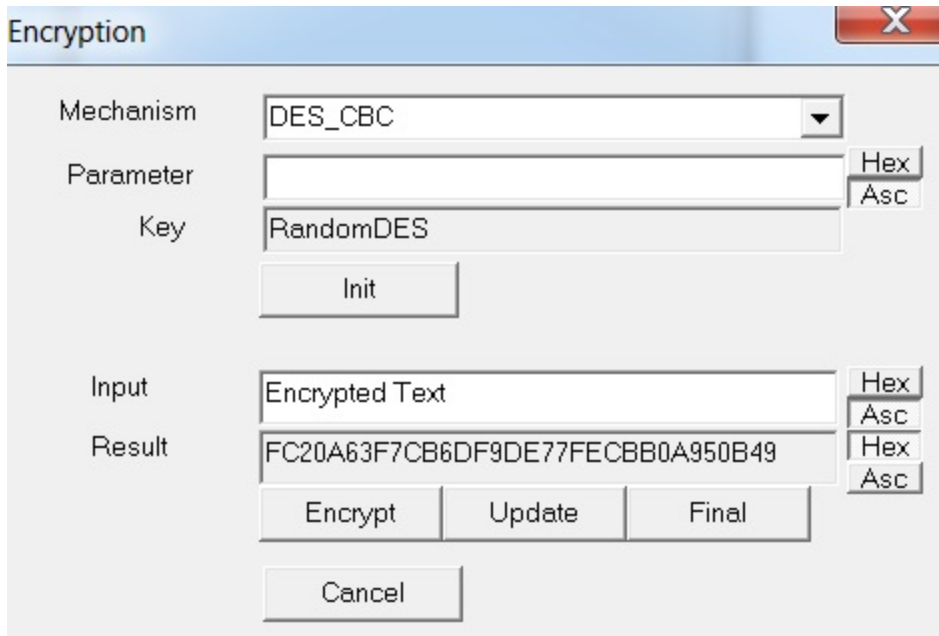 Encryption
X
Mechanism DES_CBC
Parameter Hex
Asc
Key RandomDES
Init
Input Encrypted Text Hex
Asc
Result FC20A63F7CB6DF9DE77FECBB0A950B49 Hex
Asc
Encrypt Update Final
Cancel